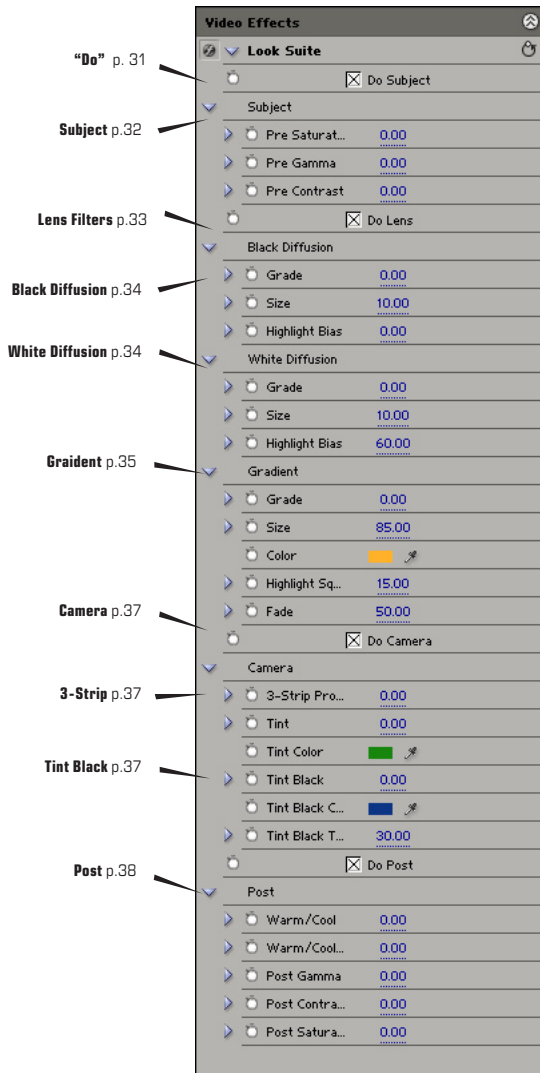 Video Effects
Look Suite
"Do" p. 31
Do Subject
Subject
Subject p.32
Pre Saturat... 0.00
Pre Gamma 0.00
Pre Contrast 0.00
Lens Filters p.33
Do Lens
Black Diffusion
Black Diffusion p.34
Grade 0.00
Size 10.00
Highlight Bias 0.00
White Diffusion p.34
White Diffusion
Grade 0.00
Size 10.00
Highlight Bias 60.00
Graident p.35
Gradient
Grade 0.00
Size 85.00
Color
Highlight Sq... 15.00
Fade 50.00
Camera p.37
Do Camera
Camera
3-Strip p.37
3-Strip Pro... 0.00
Tint 0.00
Tint Color
Tint Black p.37
Tint Black 0.00
Tint Black C...
Tint Black T... 30.00
Do Post
Post p.38
Post
Warm/Cool 0.00
Warm/Cool... 0.00
Post Gamma 0.00
Post Contra... 0.00
Post Satura... 0.00